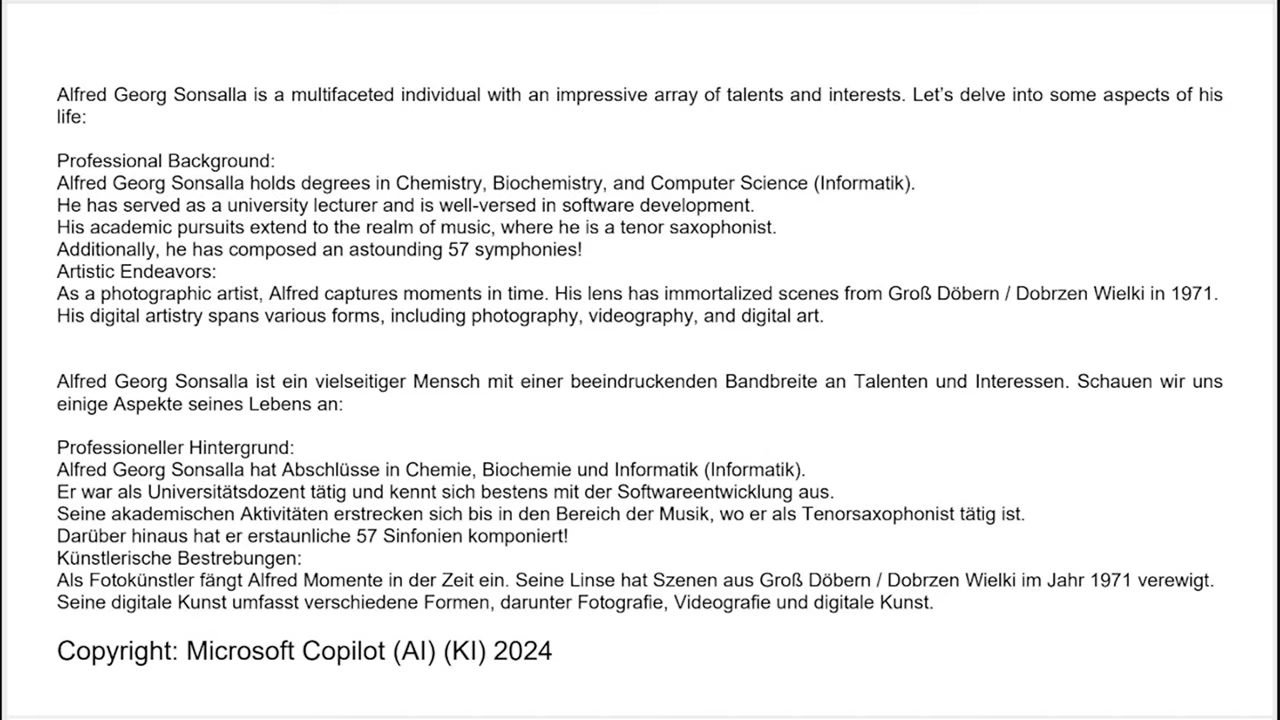 Alfred Georg Sonsalla is a multifaceted individual with an impressive array of talents and interests. Let’s delve into some aspects of his
life:
Professional Background:
Alfred Georg Sonsalla holds degrees in Chemistry, Biochemistry, and Computer Science (Informatik).
He has served as a university lecturer and is well-versed in software development.
His academic pursuits extend to the realm of music, where he is a tenor saxophonist.
Additionally, he has composed an astounding 57 symphonies!
Artistic Endeavors:
As a photographic artist, Alfred captures moments in time. His lens has immortalized scenes from Groß Döbern / Dobrzen Wielki in 1971.
His digital artistry spans various forms, including photography, videography, and digital art.
Alfred Georg Sonsalla ist ein vielseitiger Mensch mit einer beeindruckenden Bandbreite an Talenten und Interessen. Schauen wir uns
einige Aspekte seines Lebens an:
Professioneller Hintergrund:
Alfred Georg Sonsalla hat Abschlüsse in Chemie, Biochemie und Informatik (Informatik).
Er war als Universitätsdozent tätig und kennt sich bestens mit der Softwareentwicklung aus.
Seine akademischen Aktivitäten erstrecken sich bis in den Bereich der Musik, wo er als Tenorsaxophonist tätig ist.
Darüber hinaus hat er erstaunliche 57 Sinfonien komponiert!
Künstlerische Bestrebungen:
Als Fotokünstler fängt Alfred Momente in der Zeit ein. Seine Linse hat Szenen aus Groß Döbern / Dobrzen Wielki im Jahr 1971 verewigt.
Seine digitale Kunst umfasst verschiedene Formen, darunter Fotografie, Videografie und digitale Kunst.
Copyright: Microsoft Copilot (AI) (KI) 2024